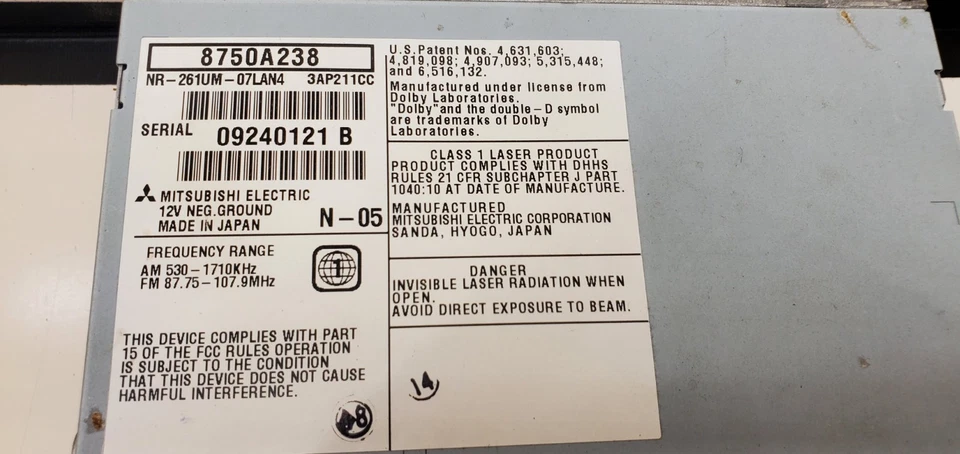 8750A238
NR-261UM-07LAN4 3AP211CC
SERIAL 09240121 B
MITSUBISHI ELECTRIC
12V NEG.GROUND
MADE IN JAPAN N-05
FREQUENCY RANGE
AM 530-1710KHz
FM 87.75-107.9MHz
1
THIS DEVICE COMPLIES WITH PART
15 OF THE FCC RULES OPERATION
IS SUBJECT TO THE CONDITION
THAT THIS DEVICE DOES NOT CAUSE
HARMFUL INTERFERENCE.
U.S.Patent Nos. 4,631,603;
4,819,098; 4,907,093; 5,315,448;
and 6,516,132.
Manufactured under license from
Dolby Laboratories.
"Dolby"and the double-D symbol
are trademarks of Dolby
Laboratories.
CLASS 1 LASER PRODUCT
PRODUCT COMPLIES WITH DHHS
RULES 21 CFR SUBCHAPTER J PART
1040:10 AT DATE OF MANUFACTURE.
MANUFACTURED
MITSUBISHI ELECTRIC CORPORATION
SANDA, HYOGO, JAPAN
DANGER
INVISIBLE LASER RADIATION WHEN
OPEN.
AVOID DIRECT EXPOSURE TO BEAM.
14